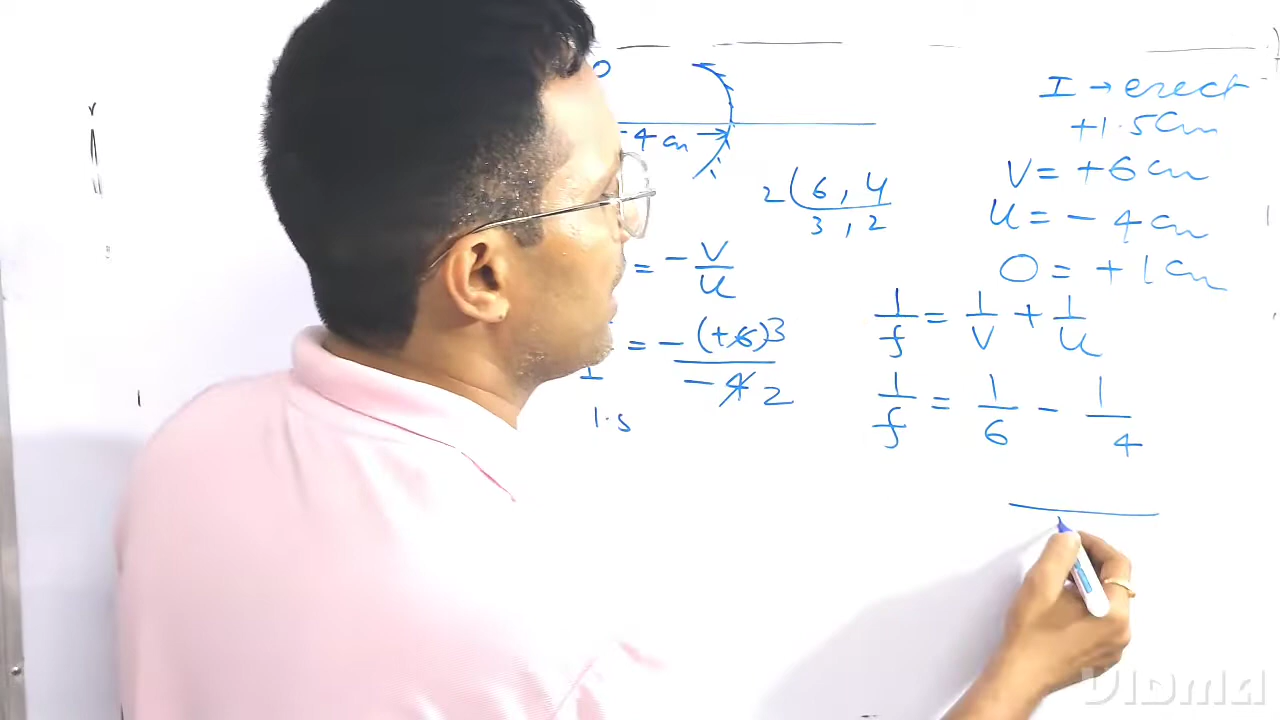 O
4 cm
I → erect
+1.5cm
V = +6 cm
u = - 4 cm
O = + 1 cm
2 ( 6 , 4
3 , 2
= - V/u
I = - (+6)3 / - 4 2
1.5
1/f = 1/V + 1/u
1/f = 1/6 - 1/4